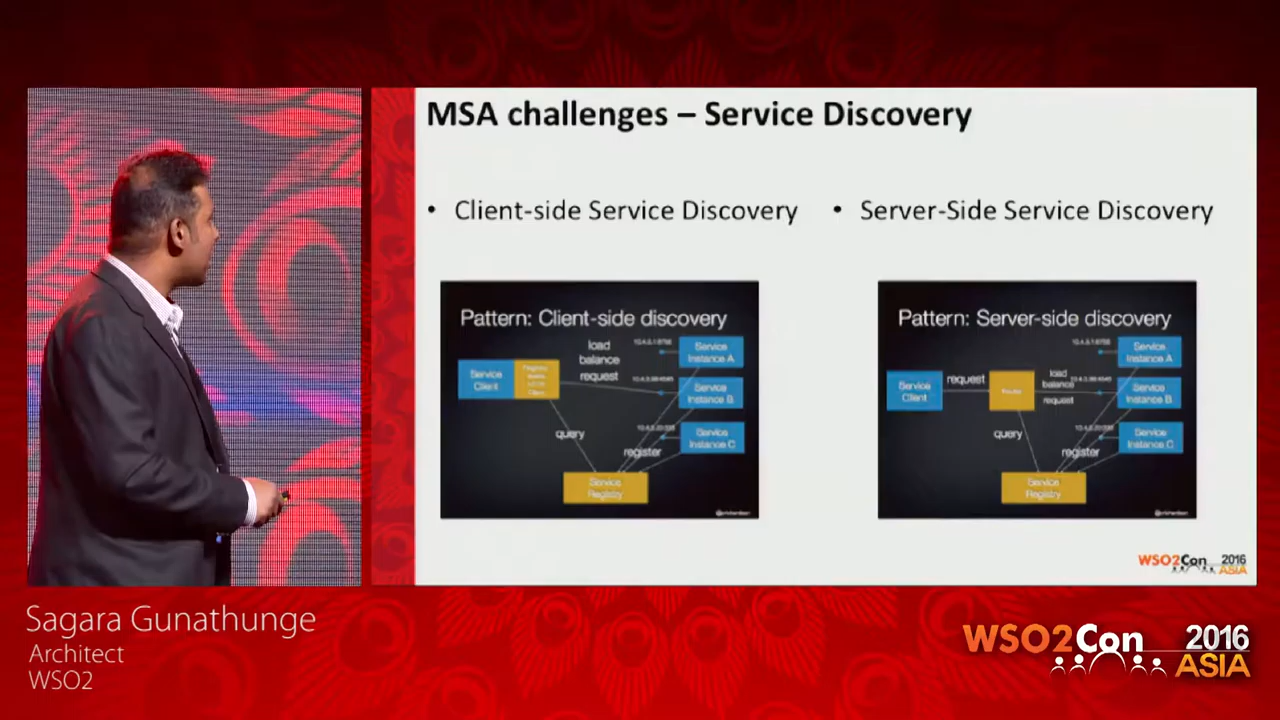 MSA challenges – Service Discovery
• Client-side Service Discovery
• Server-Side Service Discovery
Pattern: Client-side discovery
Service
Client
load
balance
request
Service
Instance A
Service
Instance B
Service
Instance C
query
register
Service
Registry
Pattern: Server-side discovery
Service
Client
request
Router
load
balance
request
Service
Instance A
Service
Instance B
Service
Instance C
query
register
Service
Registry
WSO2Con 2016
ASIA
Sagara Gunathunge
Architect
WSO2
WSO2Con 2016
ASIA